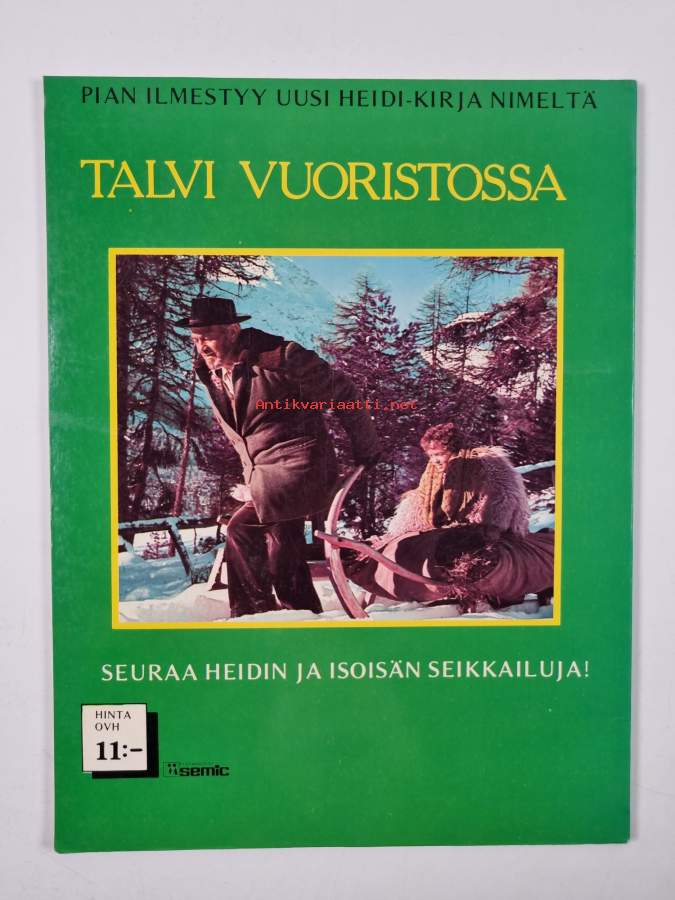 PIAN ILMESTYY UUSI HEIDI-KIRJA NIMELTÄ
TALVI VUORISTOSSA
Antikvariaatti.net
SEURAA HEIDIN JA ISOISÄN SEIKKAILUJA!
HINTA
OVH
11:-
semic